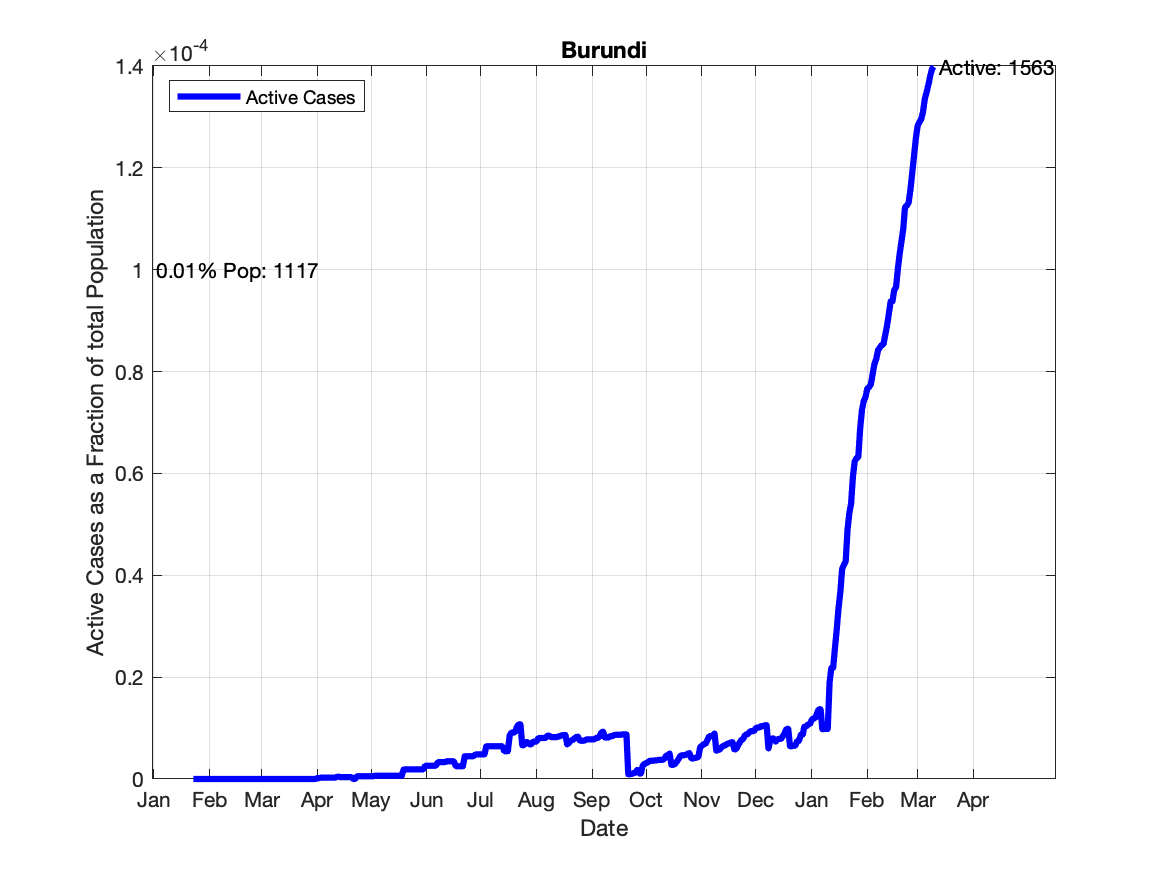 Burundi
×10-4
Active: 1563
Active Cases
0.01% Pop: 1117
Active Cases as a Fraction of total Population
1.4
1.2
1
0.8
0.6
0.4
0.2
0
Jan Feb Mar Apr May Jun Jul Aug Sep Oct Nov Dec Jan Feb Mar Apr
Date